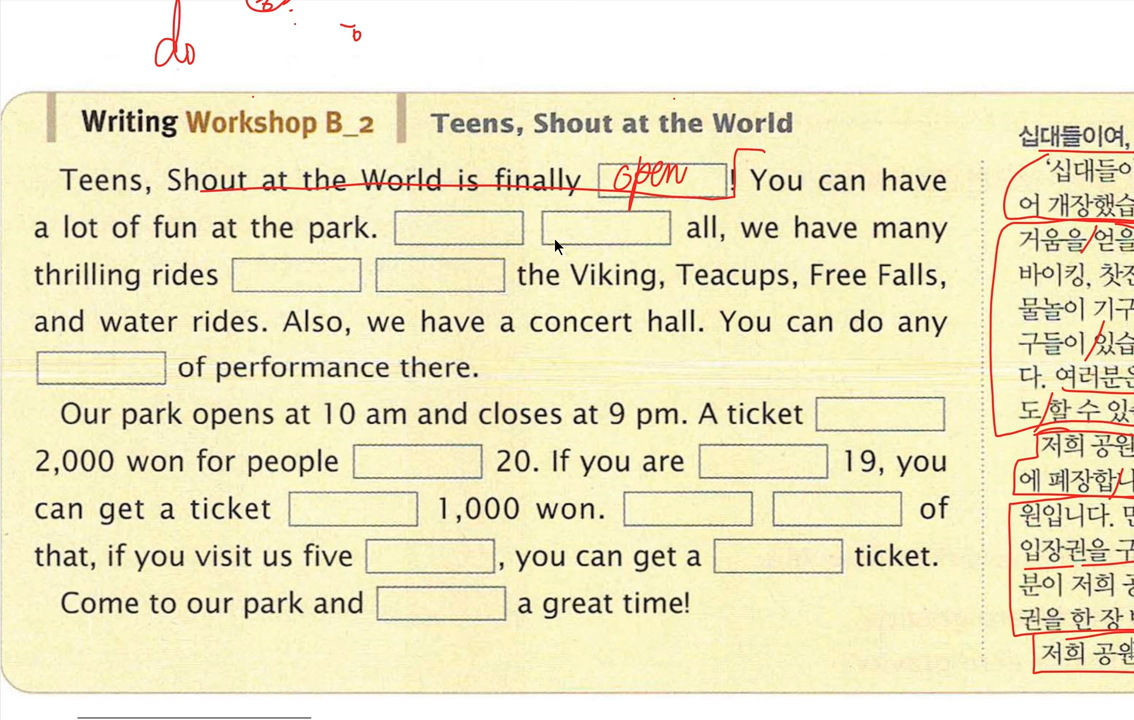 do
Writing Workshop B_2 Teens, Shout at the World
Teens, Shout at the World is finally open! You can have
a lot of fun at the park. all, we have many
thrilling rides the Viking, Teacups, Free Falls,
and water rides. Also, we have a concert hall. You can do any
of performance there.
Our park opens at 10 am and closes at 9 pm. A ticket
2,000 won for people 20. If you are 19, you
can get a ticket 1,000 won. of
that, if you visit us five , you can get a ticket.
Come to our park and a great time!
십대들이여,
'십대들이
어 개장했습
거움을 얻을
바이킹, 찻잔
물놀이 기구
구들이 있습
다. 여러분은
도 할 수 있습
저희 공원
에 폐장합니
원입니다. 만
입장권을 구
분이 저희 공
권을 한 장
저희 공원